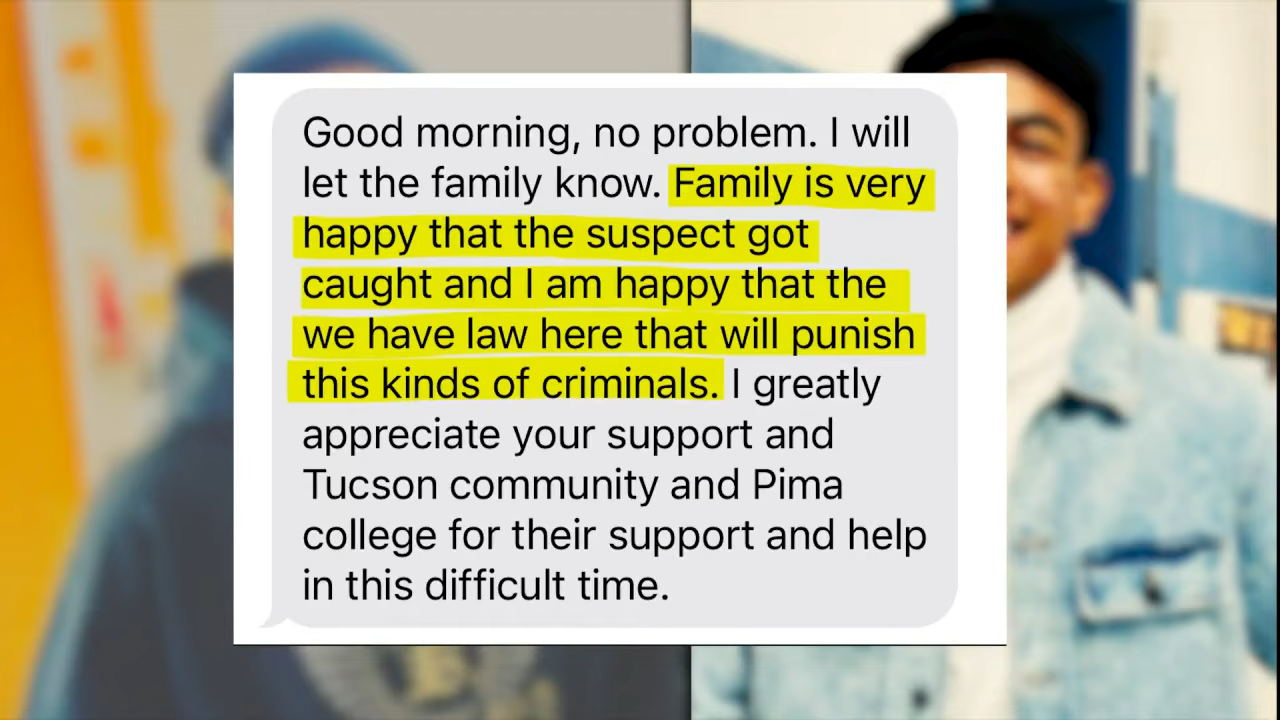 Good morning, no problem. I will
let the family know. Family is very
happy that the suspect got
caught and I am happy that the
we have law here that will punish
this kinds of criminals. I greatly
appreciate your support and
Tucson community and Pima
college for their support and help
in this difficult time.